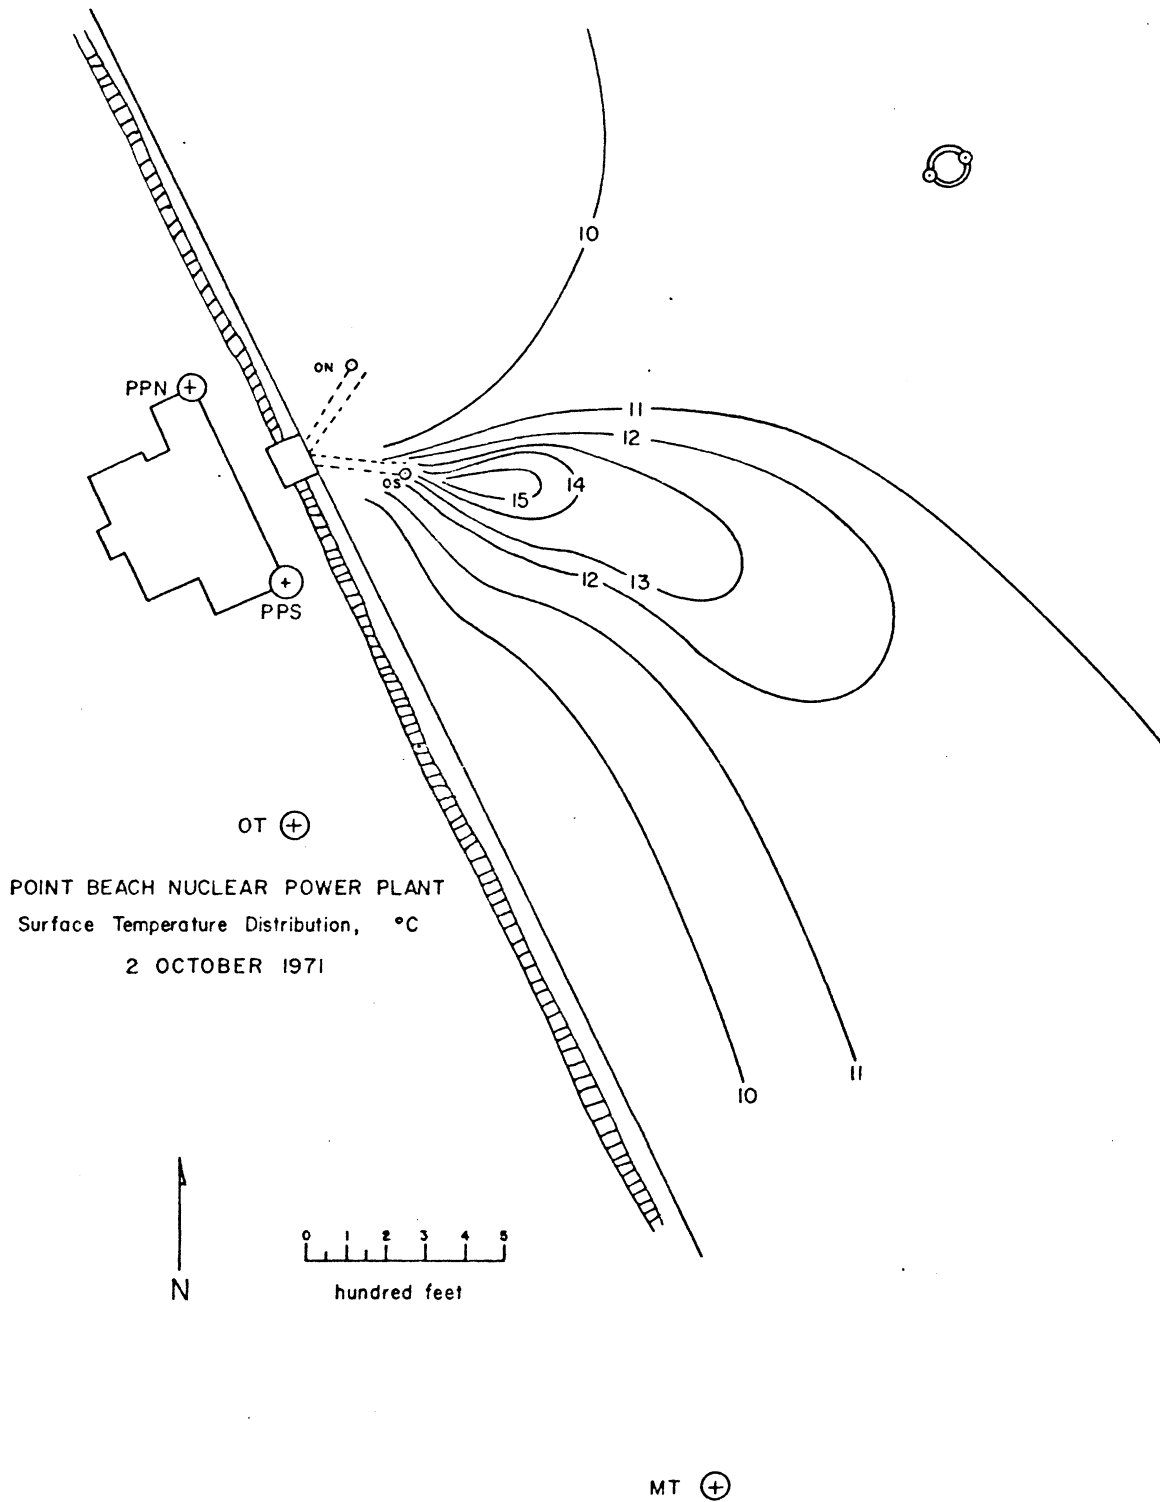 10
ON
PPN
11
12
OS
14
15
12
13
PPS
OT
POINT BEACH NUCLEAR POWER PLANT
Surface Temperature Distribution, °C
2 OCTOBER 1971
11
10
0 1 2 3 4 5
hundred feet
N
MT